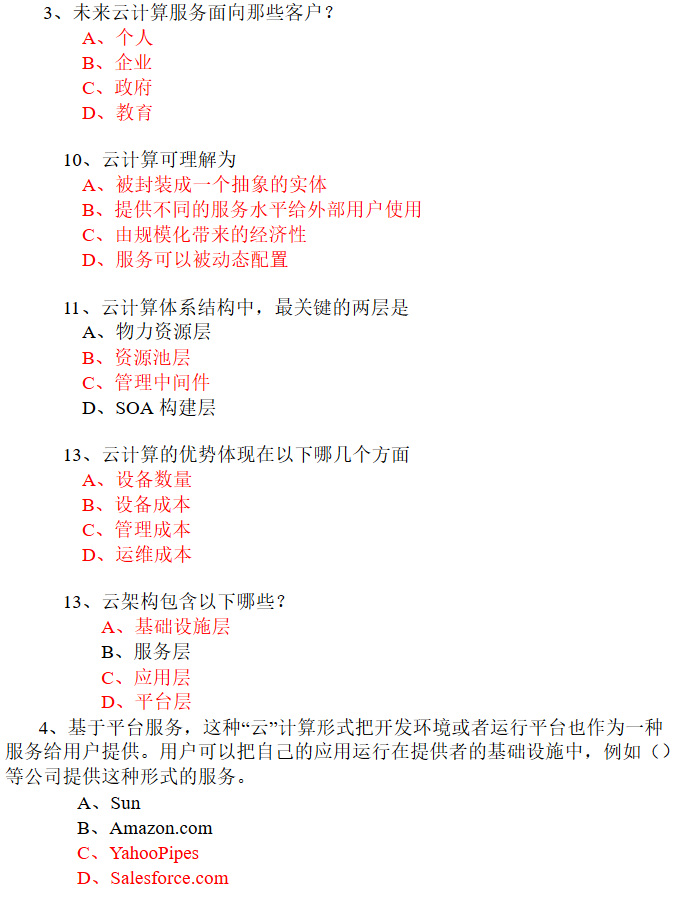 3、未来云计算服务面向那些客户？
A、个人
B、企业
C、政府
D、教育
10、云计算可理解为
A、被封装成一个抽象的实体
B、提供不同的服务水平给外部用户使用
C、由规模化带来的经济性
D、服务可以被动态配置
11、云计算体系结构中，最关键的两层是
A、物力资源层
B、资源池层
C、管理中间件
D、SOA 构建层
13、云计算的优势体现在以下哪几个方面
A、设备数量
B、设备成本
C、管理成本
D、运维成本
13、云架构包含以下哪些？
A、基础设施层
B、服务层
C、应用层
D、平台层
4、基于平台服务，这种“云”计算形式把开发环境或者运行平台也作为一种
服务给用户提供。用户可以把自己的应用运行在提供者的基础设施中，例如（）
等公司提供这种形式的服务。
A、Sun
B、Amazon.com
C、YahooPipes
D、Salesforce.com